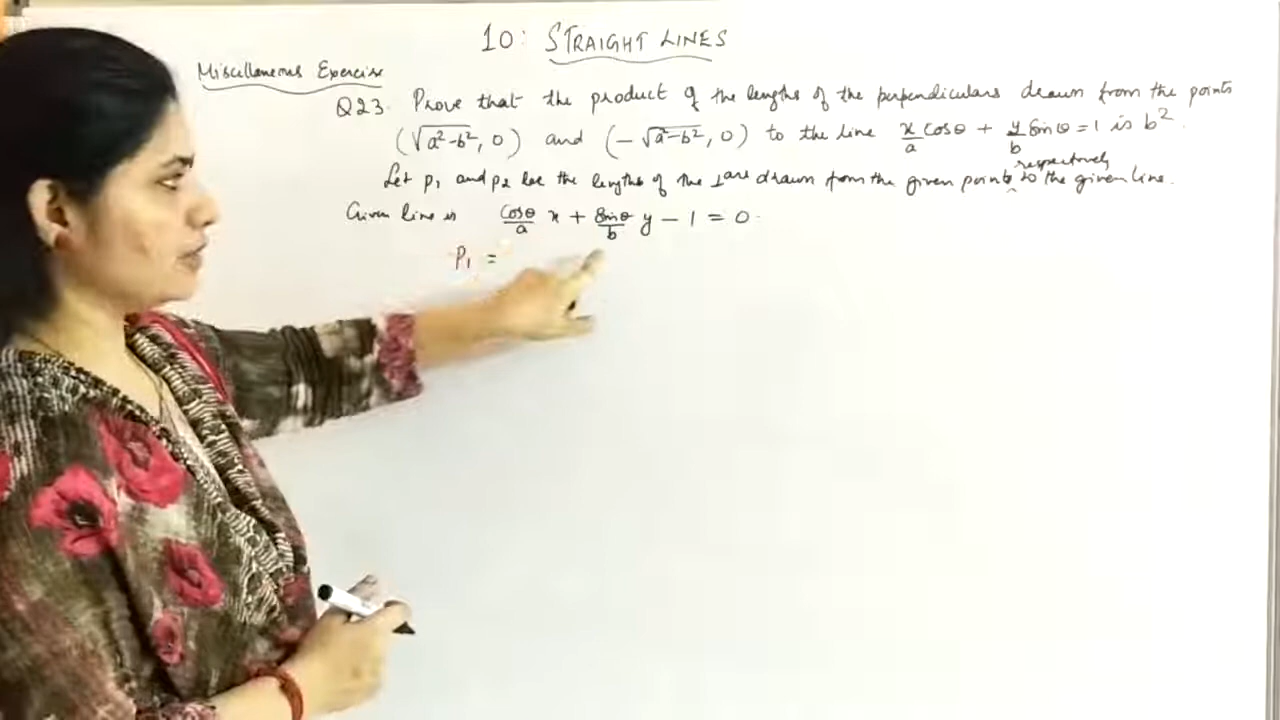 10: STRAIGHT LINES
Miscellaneous Exercise
Q23. Prove that the product of the lengths of the perpendiculars drawn from the points
(√a²-b², 0) and (-√a²-b², 0) to the line x/a cosθ + y/b sinθ = 1 is b².
respectively
Let p₁ and p₂ be the lengths of the ⊥ars drawn from the given points ^ to the given line.
Given line is cosθ/a x + sinθ/b y - 1 = 0.
P₁ =